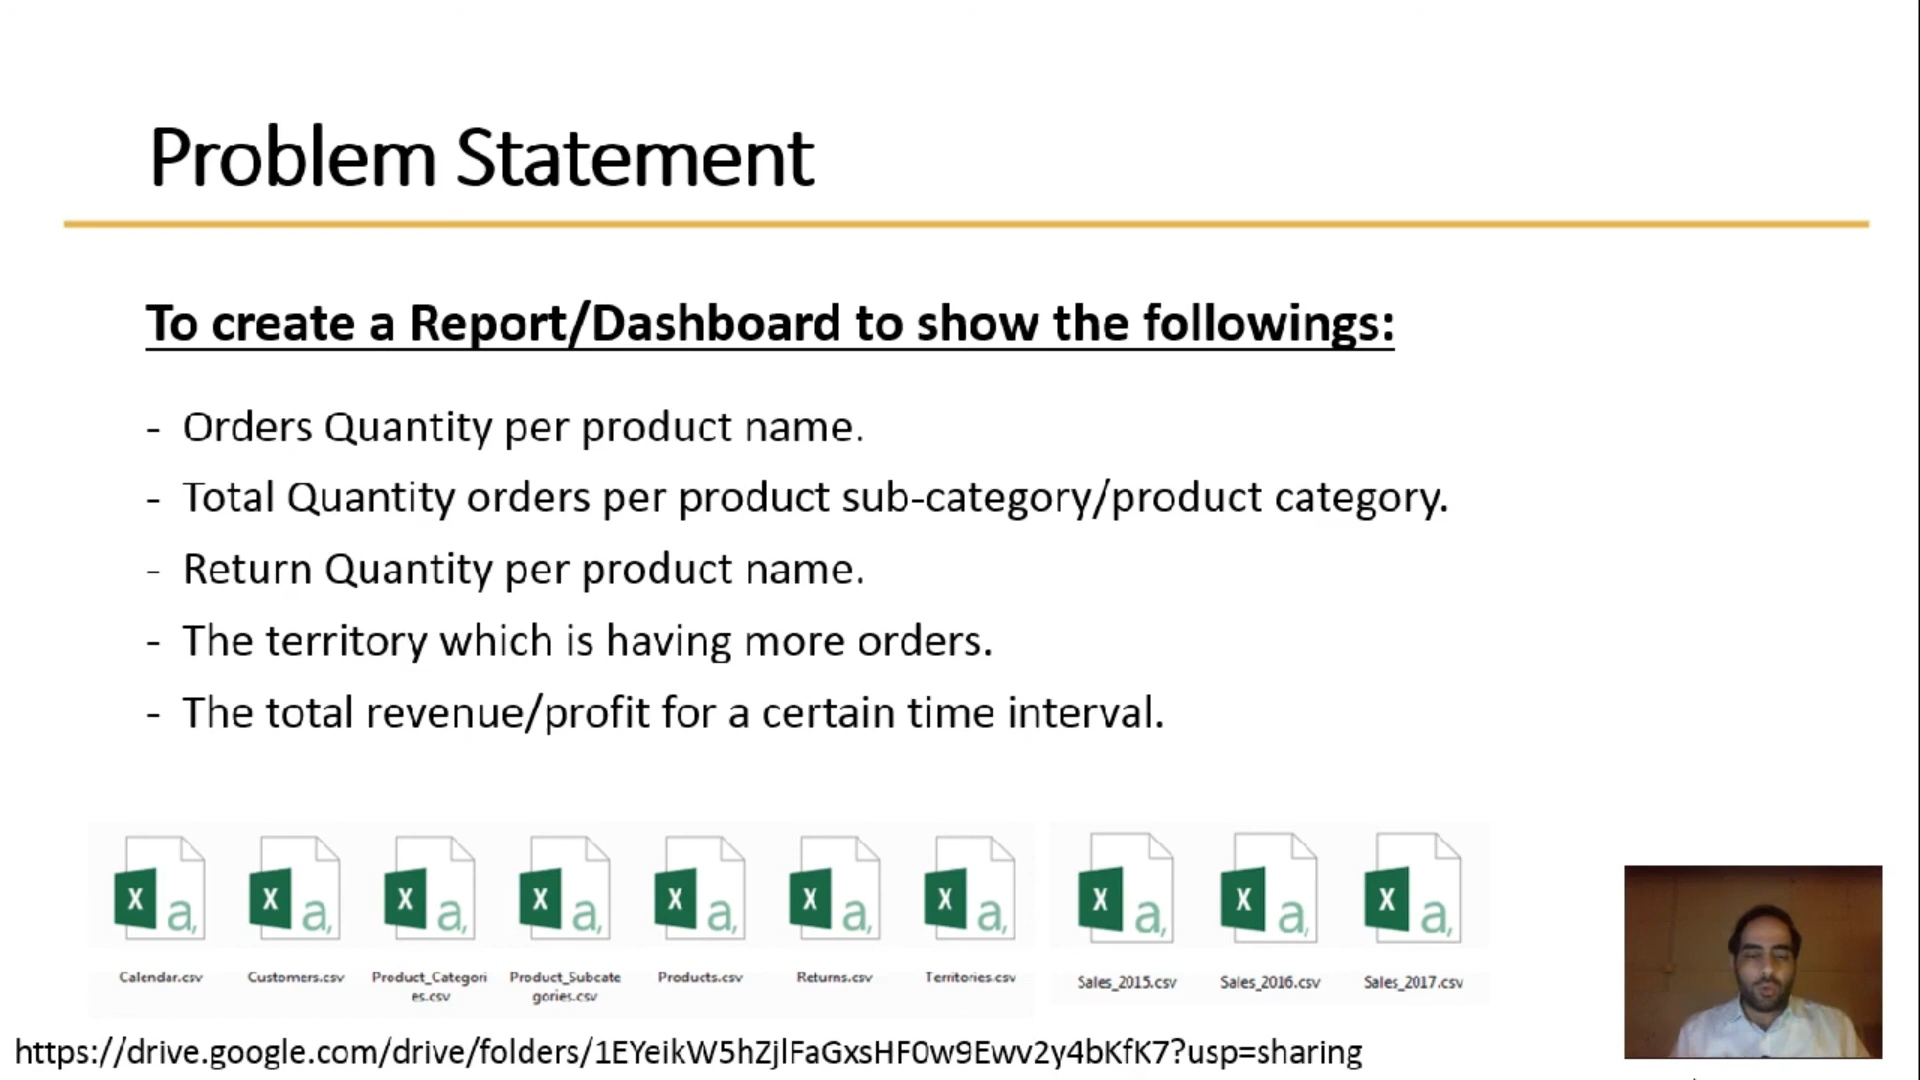 Problem Statement
To create a Report/Dashboard to show the followings:
- Orders Quantity per product name.
- Total Quantity orders per product sub-category/product category.
- Return Quantity per product name.
- The territory which is having more orders.
- The total revenue/profit for a certain time interval.
Calendar.csv
Customers.csv
Product_Categori
es.csv
Product_Subcate
gories.csv
Products.csv
Returns.csv
Territories.csv
Sales_2015.csv
Sales_2016.csv
Sales_2017.csv
https://drive.google.com/drive/folders/1EYeikW5hZjlFaGxsHF0w9Ewv2y4bKfK7?usp=sharing